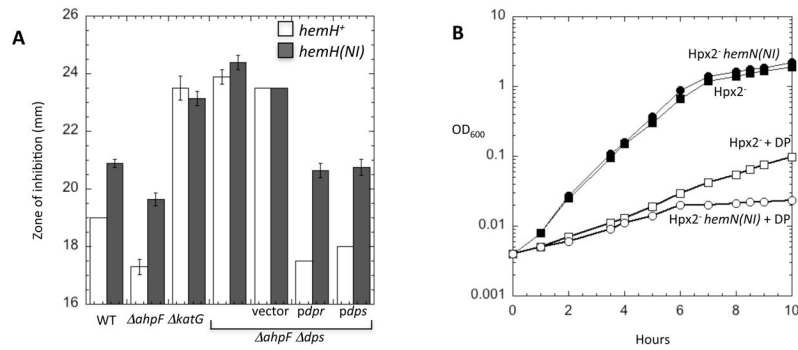 A
hemH+
hemH(NI)
Zone of inhibition (mm)
26
24
22
20
18
16
WT
ΔahpF
ΔkatG
vector
pdpr
pdps
ΔahpF Δdps
B
Hpx2- hemN(NI)
Hpx2-
Hpx2- + DP
Hpx2- hemN(NI) + DP
OD600
10
1
0.1
0.01
0.001
0
2
4
6
8
10
Hours